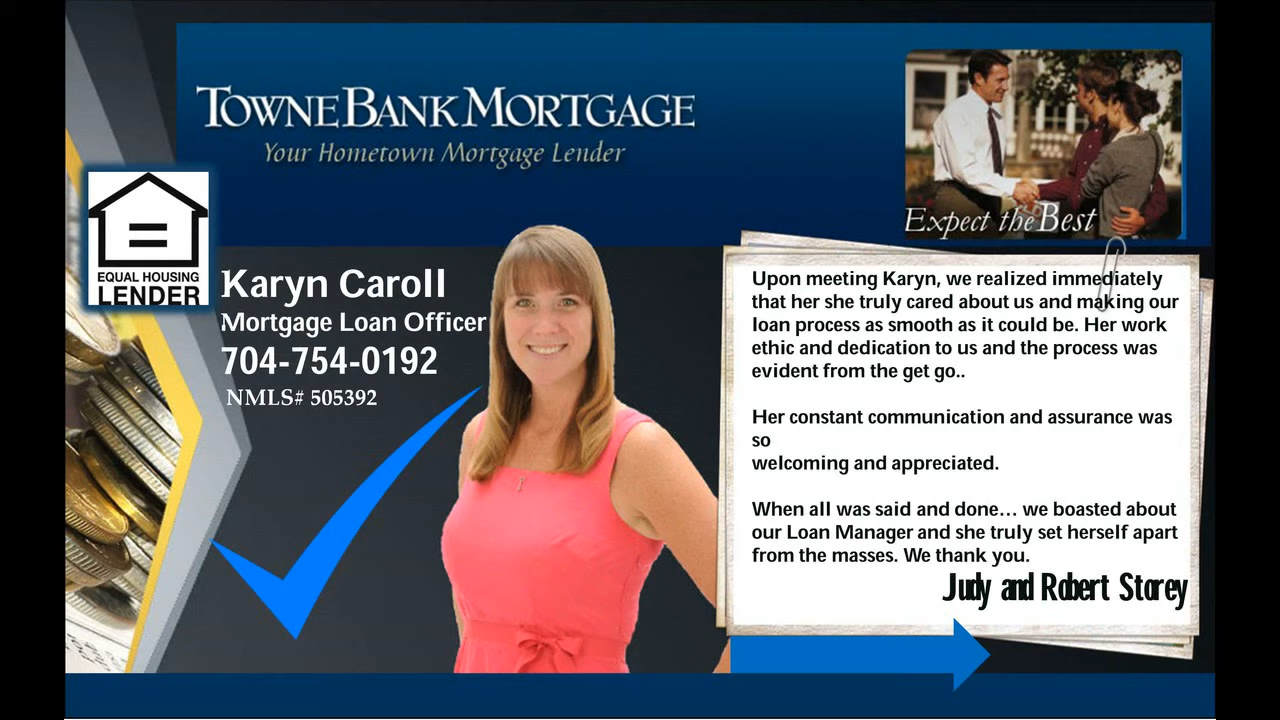 TOWNEBANK MORTGAGE
Your Hometown Mortgage Lender
Expect the Best
EQUAL HOUSING
LENDER
Karyn Caroll
Mortgage Loan Officer
704-754-0192
NMLS# 505392
Upon meeting Karyn, we realized immediately
that her she truly cared about us and making our
loan process as smooth as it could be. Her work
ethic and dedication to us and the process was
evident from the get go..
Her constant communication and assurance was
so
welcoming and appreciated.
When all was said and done… we boasted about
our Loan Manager and she truly set herself apart
from the masses. We thank you.
Judy and Robert Storey